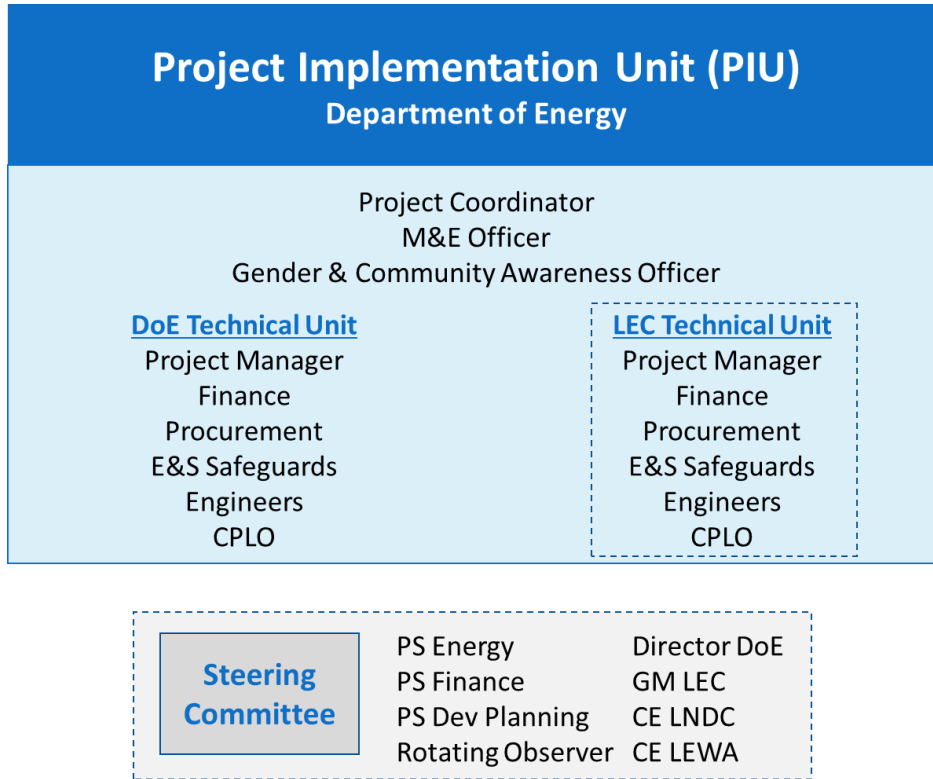 Project Implementation Unit (PIU)
Department of Energy
Project Coordinator
M&E Officer
Gender & Community Awareness Officer
DoE Technical Unit
Project Manager
Finance
Procurement
E&S Safeguards
Engineers
CPLO
LEC Technical Unit
Project Manager
Finance
Procurement
E&S Safeguards
Engineers
CPLO
Steering
Committee
PS Energy
PS Finance
PS Dev Planning
Rotating Observer
Director DoE
GM LEC
CE LNDC
CE LEWA